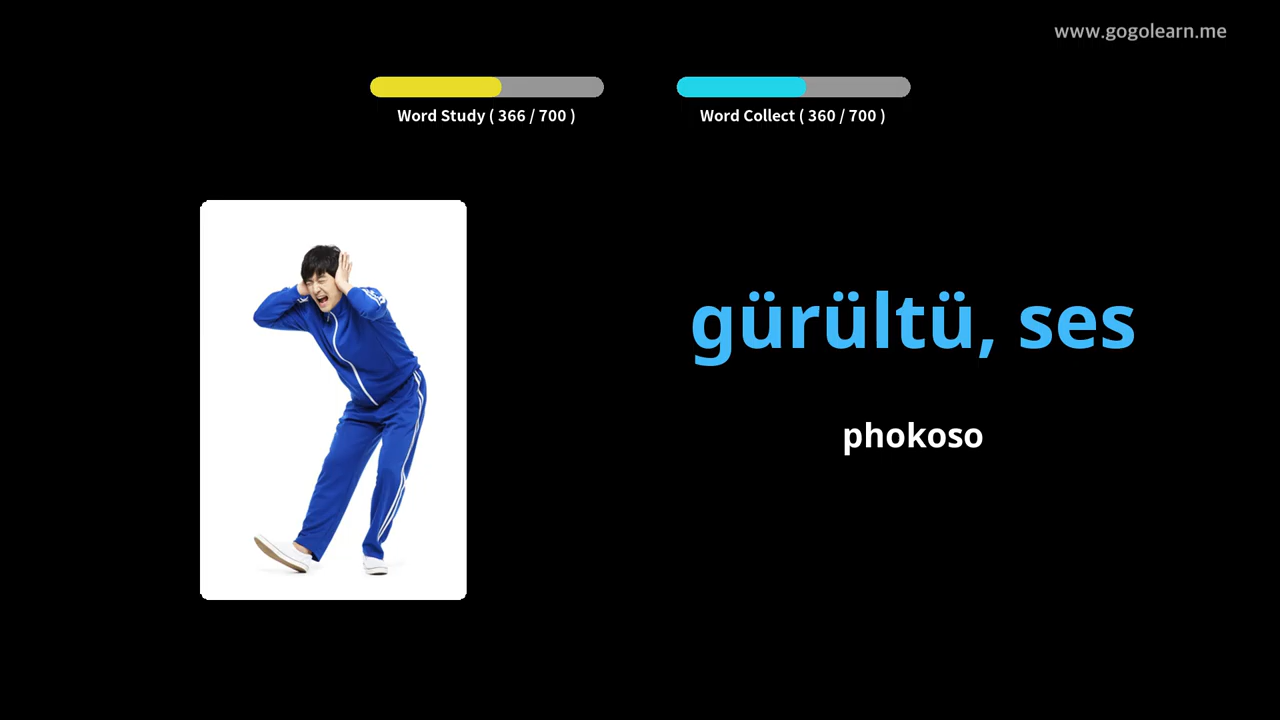 www.gogolearn.me
Word Study ( 366 / 700 )
Word Collect ( 360 / 700 )
gürültü, ses
phokoso